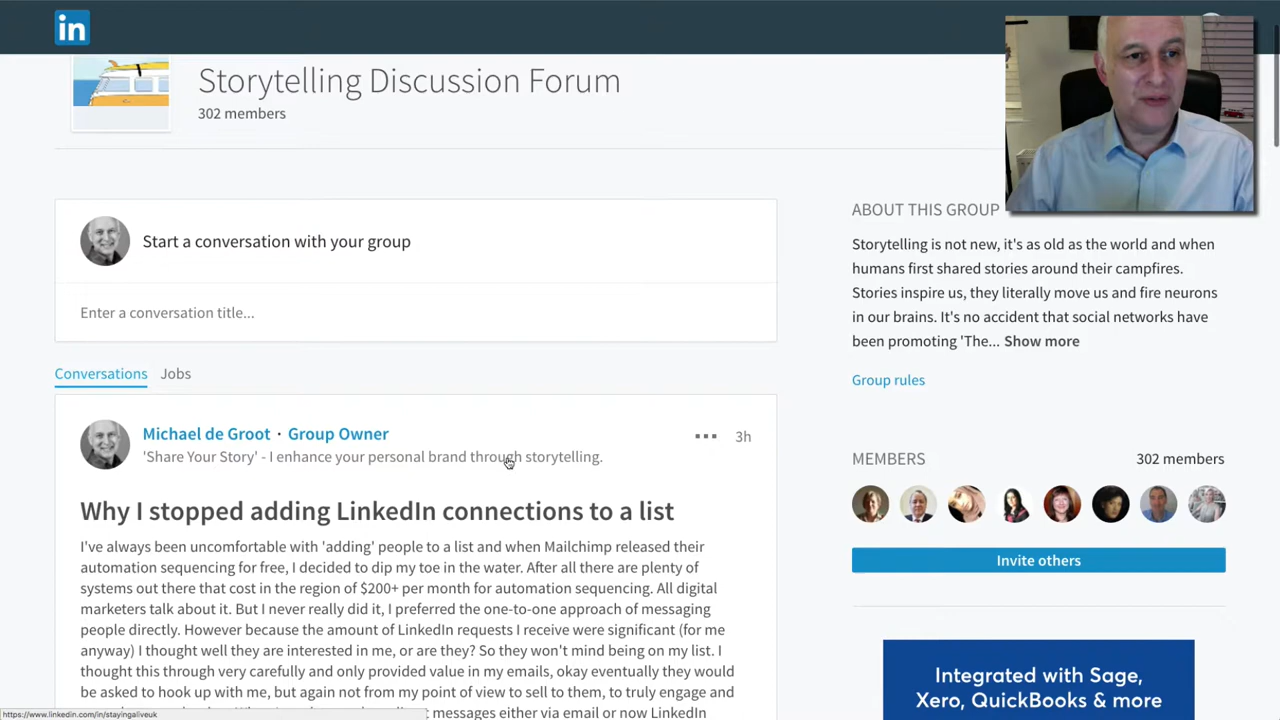 in
Storytelling Discussion Forum
302 members
Start a conversation with your group
Enter a conversation title...
Conversations Jobs
Michael de Groot · Group Owner
3h
'Share Your Story' - I enhance your personal brand through storytelling.
Why I stopped adding LinkedIn connections to a list
I've always been uncomfortable with 'adding' people to a list and when Mailchimp released their
automation sequencing for free, I decided to dip my toe in the water. After all there are plenty of
systems out there that cost in the region of $200+ per month for automation sequencing. All digital
marketers talk about it. But I never really did it, I preferred the one-to-one approach of messaging
people directly. However because the amount of LinkedIn requests I receive were significant (for me
anyway) I thought well they are interested in me, or are they? So they won't mind being on my list. I
thought this through very carefully and only provided value in my emails, okay eventually they would
be asked to hook up with me, but again not from my point of view to sell to them, to truly engage and
messages either via email or now LinkedIn
https://www.linkedin.com/in/stayingaliveuk
ABOUT THIS GROUP
Storytelling is not new, it's as old as the world and when
humans first shared stories around their campfires.
Stories inspire us, they literally move us and fire neurons
in our brains. It's no accident that social networks have
been promoting 'The... Show more
Group rules
MEMBERS 302 members
Invite others
Integrated with Sage,
Xero, QuickBooks & more